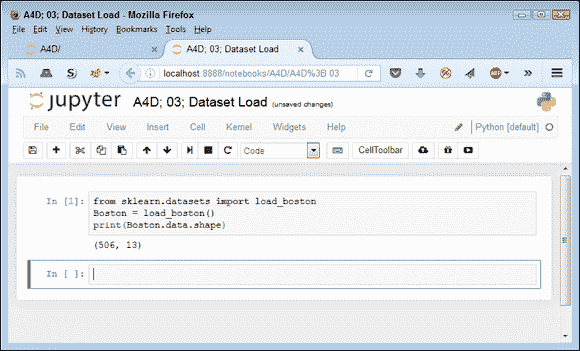 A4D; 03; Dataset Load - Mozilla Firefox
File Edit View History Bookmarks Tools Help
A4D/ A4D; 03; Dataset Load
localhost:8888/notebooks/A4D/A4D%3B 03
jupyter A4D; 03; Dataset Load (unsaved changes)
File Edit View Insert Cell Kernel Widgets Help Python [default]
Code CellToolbar
In [1]: from sklearn.datasets import load_boston
Boston = load_boston()
print(Boston.data.shape)
(506, 13)
In [ ]: